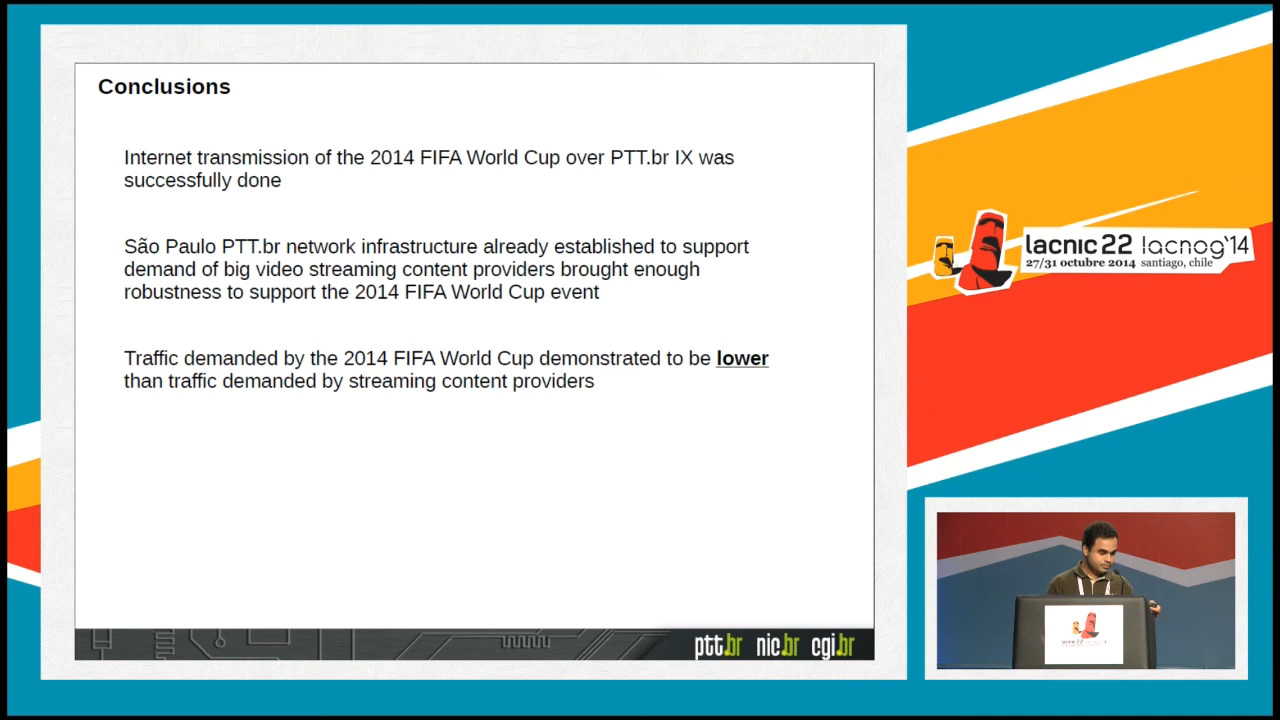 Conclusions
Internet transmission of the 2014 FIFA World Cup over PTT.br IX was
successfully done
São Paulo PTT.br network infrastructure already established to support
demand of big video streaming content providers brought enough
robustness to support the 2014 FIFA World Cup event
Traffic demanded by the 2014 FIFA World Cup demonstrated to be lower
than traffic demanded by streaming content providers
ptt.br nic.br cgi.br
lacnic 22 lacnog'14
27/31 octubre 2014 santiago, chile